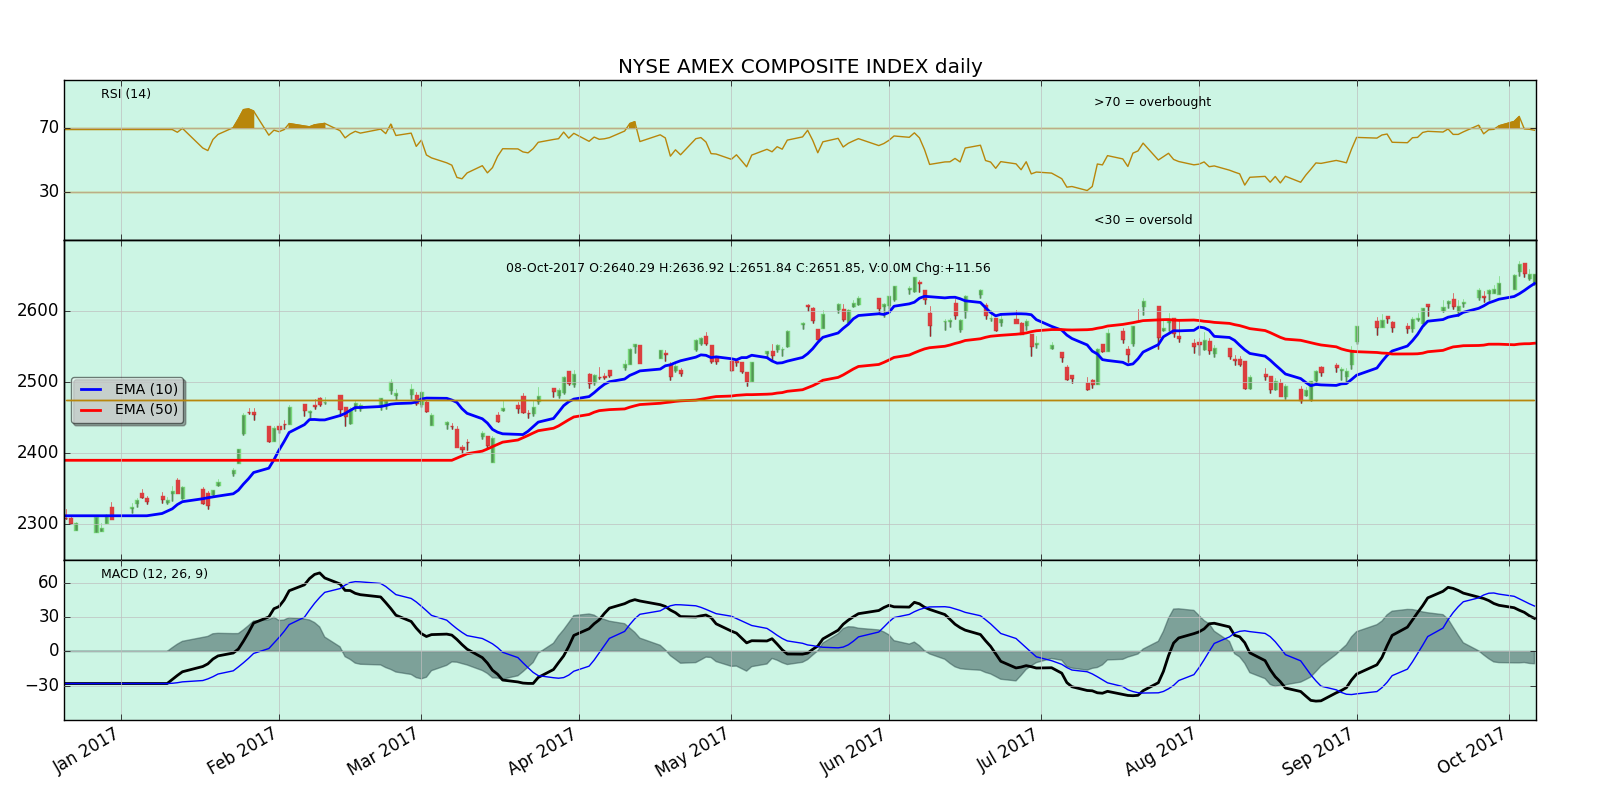 NYSE AMEX COMPOSITE INDEX daily
RSI (14)
>70 = overbought
70
30
<30 = oversold
08-Oct-2017 O:2640.29 H:2636.92 L:2651.84 C:2651.85, V:0.0M Chg:+11.56
2600
2500
EMA (10)
EMA (50)
2400
2300
MACD (12, 26, 9)
60
30
0
−30
Jan 2017 Feb 2017 Mar 2017 Apr 2017 May 2017 Jun 2017 Jul 2017 Aug 2017 Sep 2017 Oct 2017